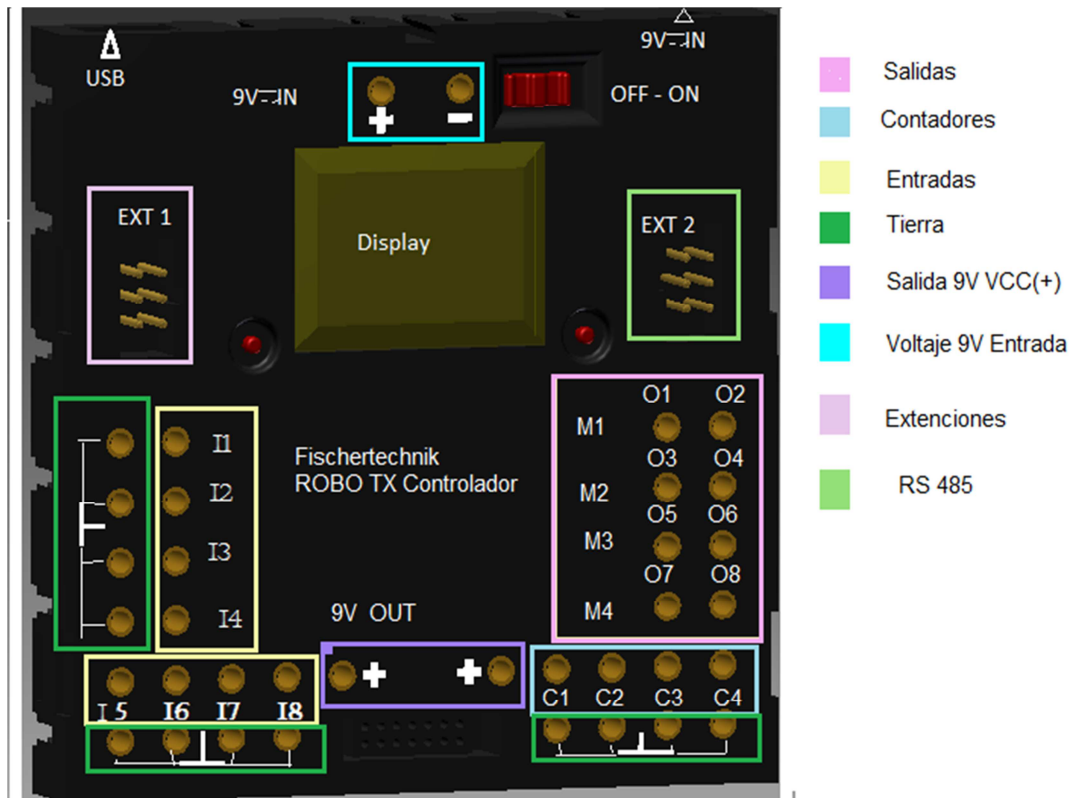 9V IN
USB
9V IN
OFF - ON
+
-
EXT 1
EXT 2
Display
O1 O2
M1
O3 O4
M2
O5 O6
M3
O7 O8
M4
I1
I2
I3
I4
Fischertechnik
ROBO TX Controlador
9V OUT
+ +
I 5 I6 I7 I8
C1 C2 C3 C4
Salidas
Contadores
Entradas
Tierra
Salida 9V VCC(+)
Voltaje 9V Entrada
Extenciones
RS 485